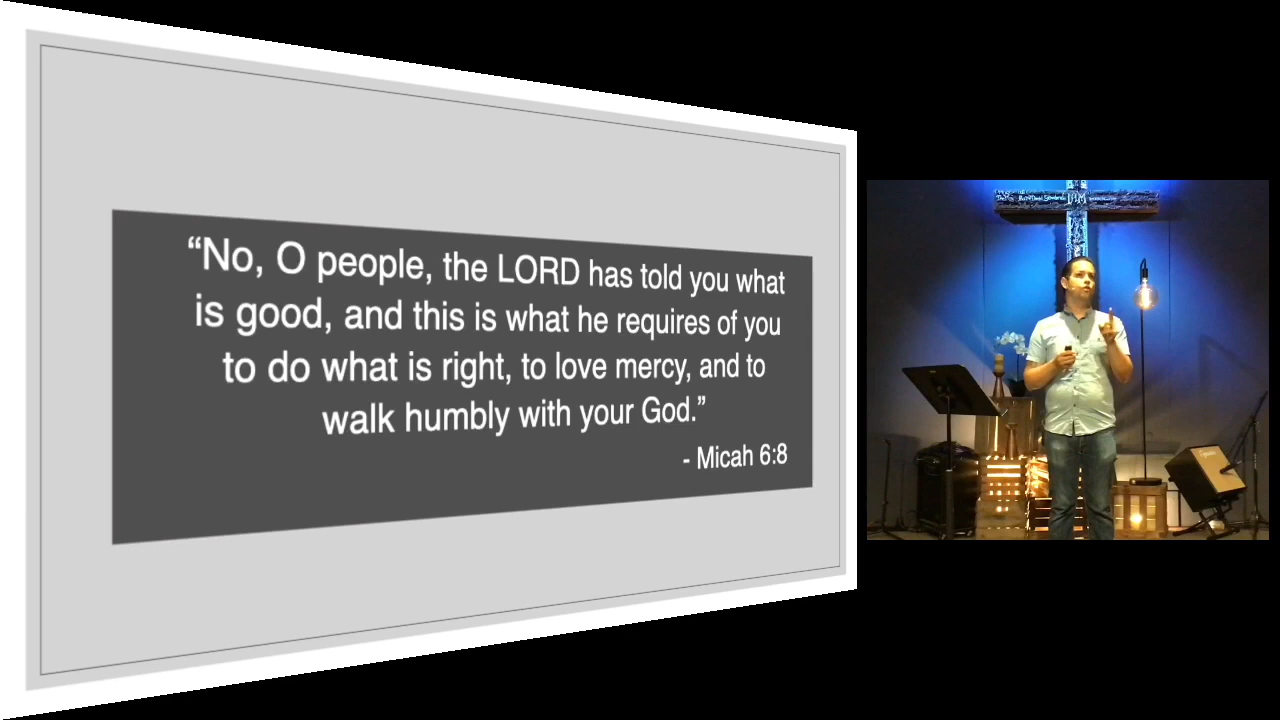 “No, O people, the LORD has told you what
is good, and this is what he requires of you
to do what is right, to love mercy, and to
walk humbly with your God.”
- Micah 6:8
I AM